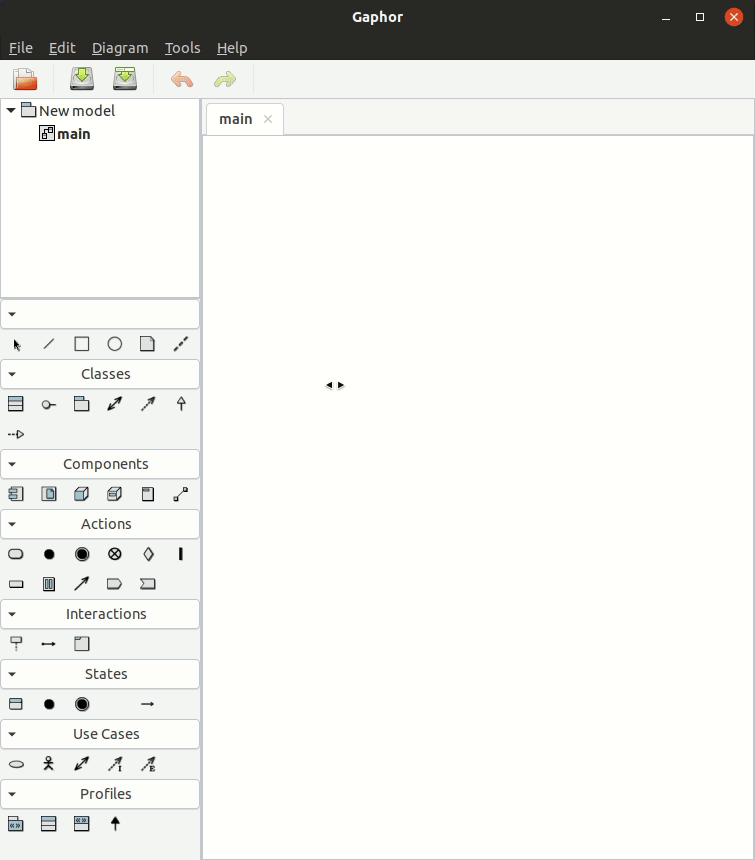 Gaphor
File Edit Diagram Tools Help
New model
main
main
Classes
Components
Actions
Interactions
States
Use Cases
I E
Profiles